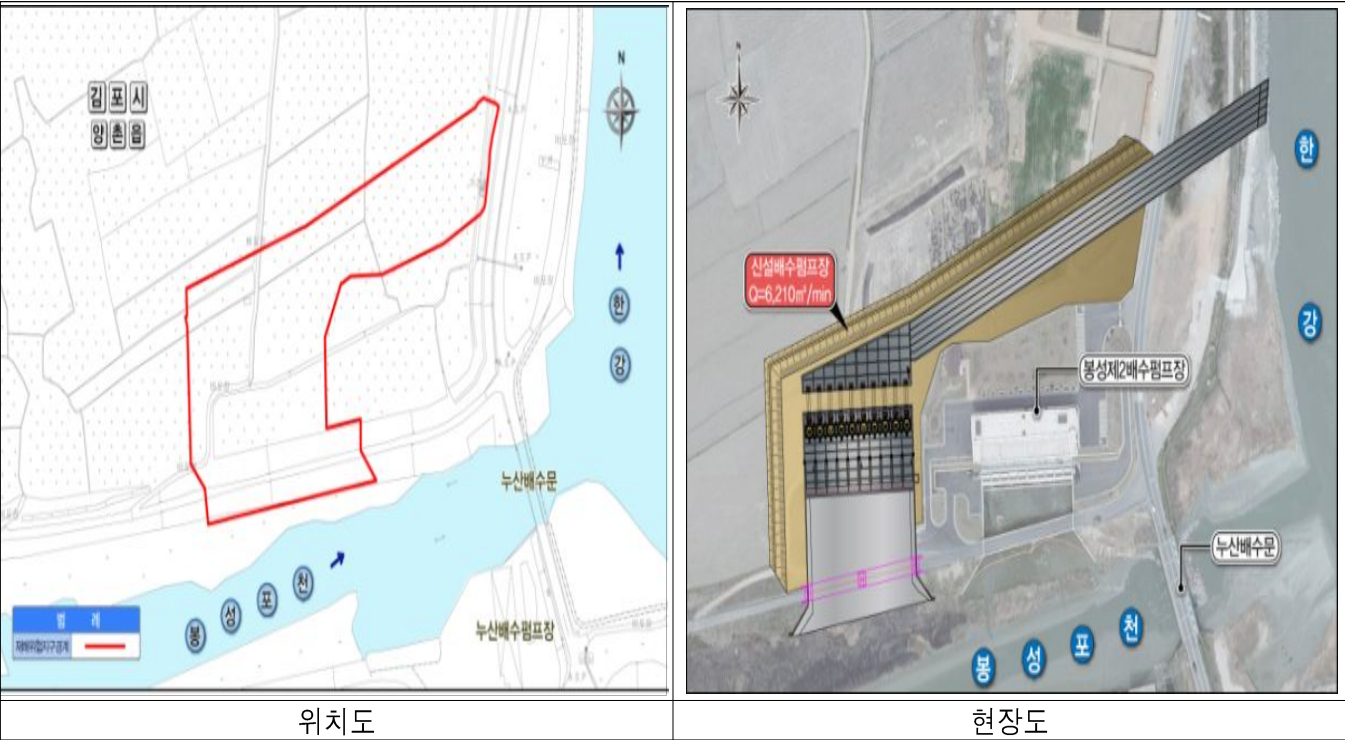 김포시
양촌읍
N
한강
누산배수문
봉성포천
누산배수펌프장
범 례
재해위험지구경계
위치도
N
한강
신설배수펌프장
Q=6,210㎥/min
봉성제2배수펌프장
누산배수문
봉성포천
현장도